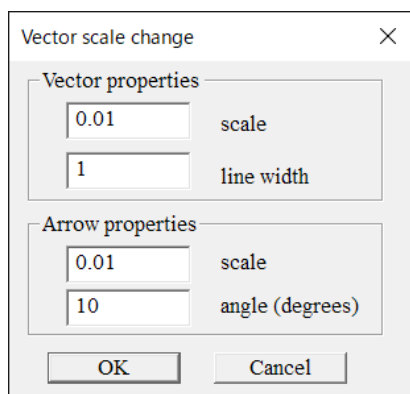 Vector scale change
Vector properties
0.01 scale
1 line width
Arrow properties
0.01 scale
10 angle (degrees)
OK Cancel